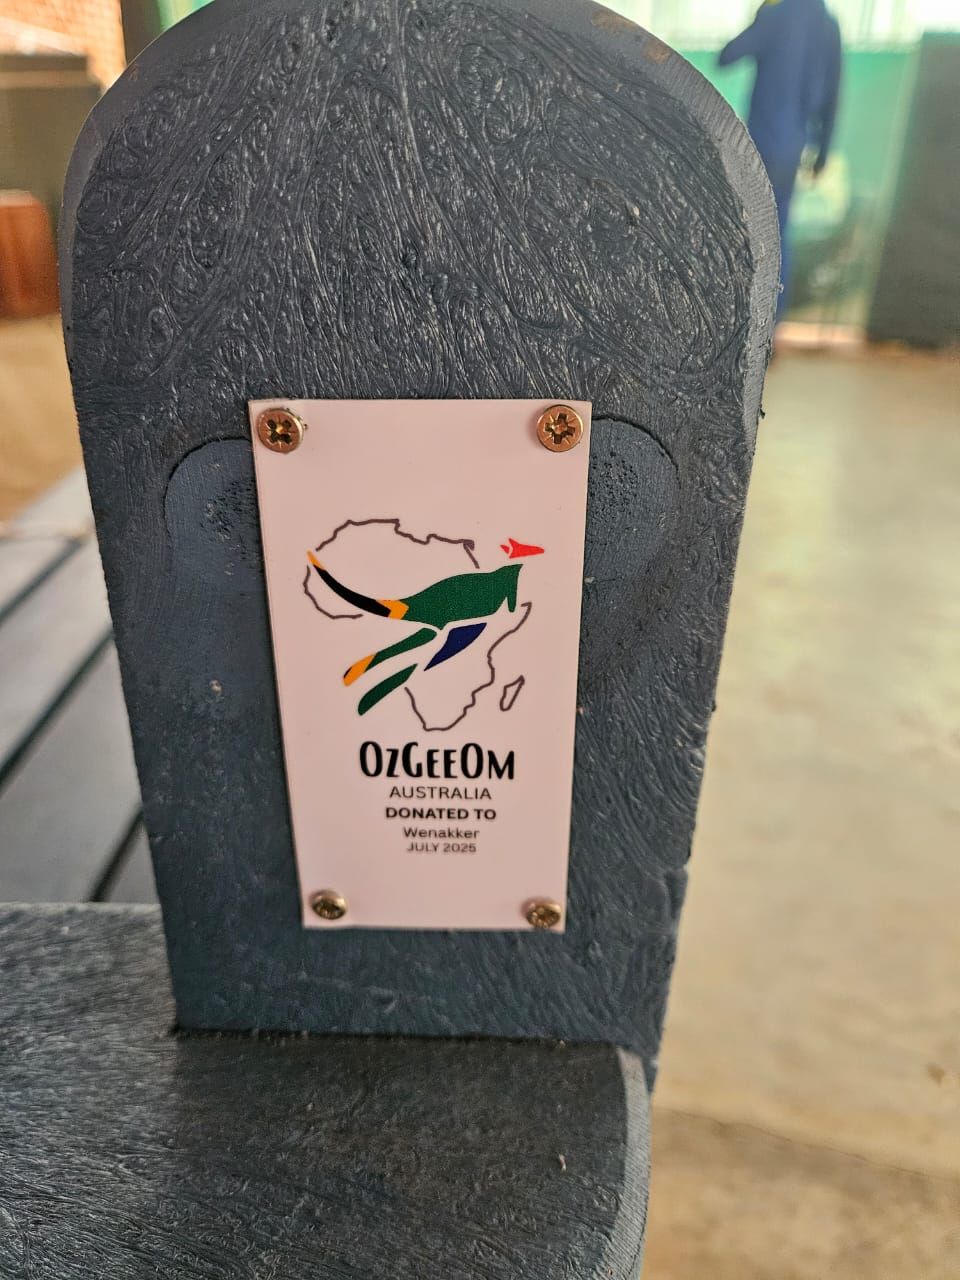 OZGEEOM
AUSTRALIA
DONATED TO
Wenakker
JULY 2025